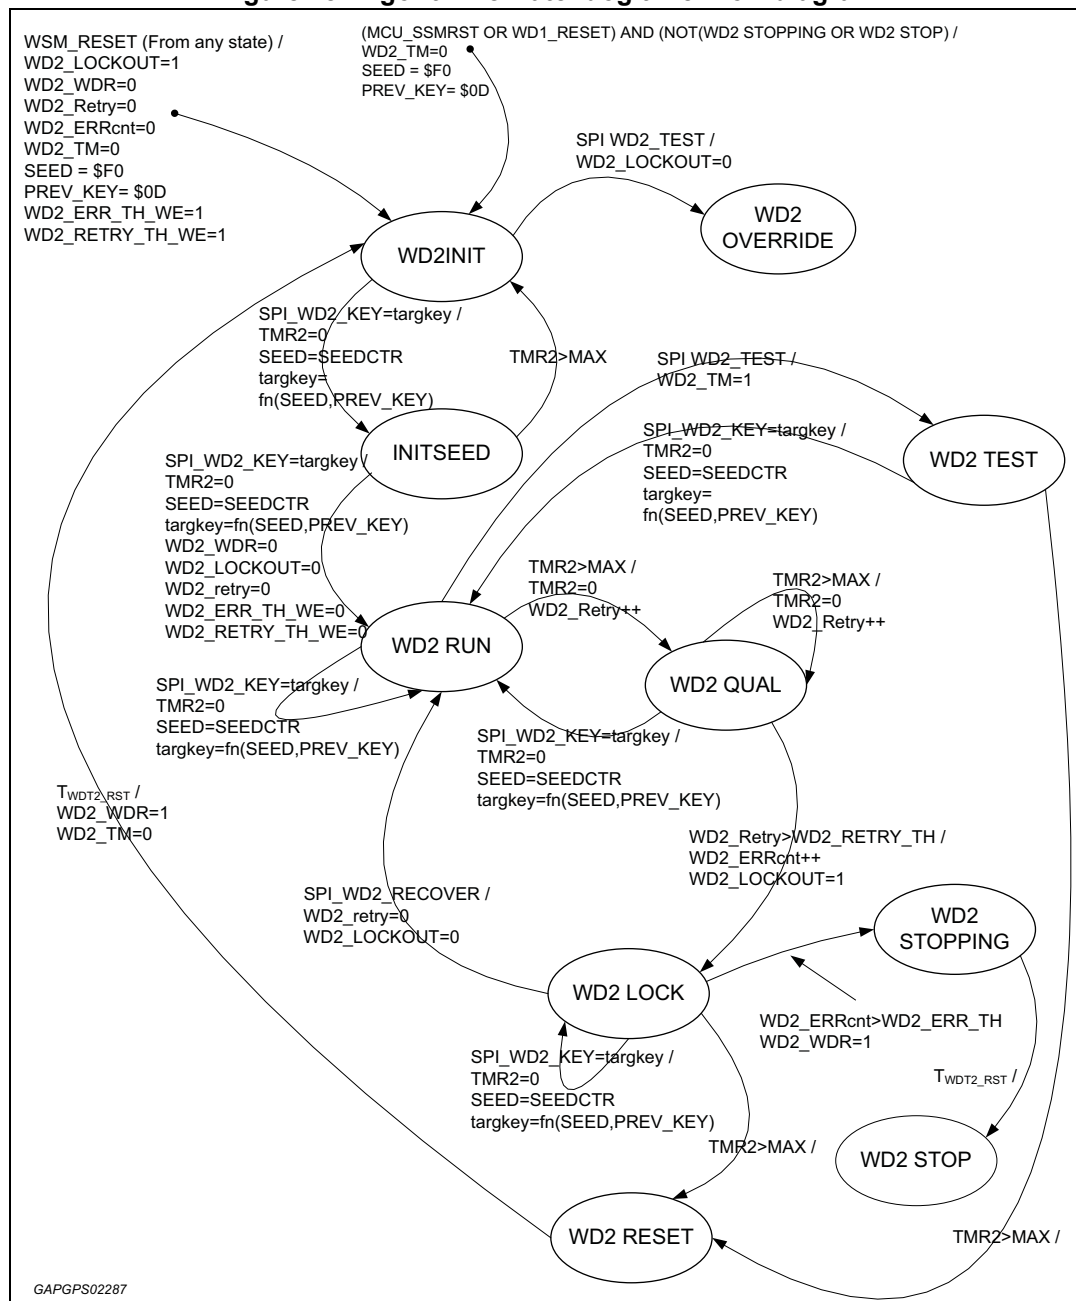 WSM_RESET (From any state) /
WD2_LOCKOUT=1
WD2_WDR=0
WD2_Retry=0
WD2_ERRcnt=0
WD2_TM=0
SEED = $F0
PREV_KEY= $0D
WD2_ERR_TH_WE=1
WD2_RETRY_TH_WE=1
(MCU_SSMRST OR WD1_RESET) AND (NOT(WD2 STOPPING OR WD2 STOP) /
WD2_TM=0
SEED = $F0
PREV_KEY= $0D
SPI WD2_TEST /
WD2_LOCKOUT=0
WD2
OVERRIDE
WD2INIT
SPI_WD2_KEY=targkey /
TMR2=0
SEED=SEEDCTR
targkey=
fn(SEED,PREV_KEY)
TMR2>MAX
SPI WD2_TEST /
WD2_TM=1
INITSEED
SPI_WD2_KEY=targkey /
TMR2=0
SEED=SEEDCTR
targkey=
fn(SEED,PREV_KEY)
WD2 TEST
SPI_WD2_KEY=targkey /
TMR2=0
SEED=SEEDCTR
targkey=fn(SEED,PREV_KEY)
WD2_WDR=0
WD2_LOCKOUT=0
WD2_retry=0
WD2_ERR_TH_WE=0
WD2_RETRY_TH_WE=0
TMR2>MAX /
TMR2=0
WD2_Retry++
TMR2>MAX /
TMR2=0
WD2_Retry++
WD2 RUN
WD2 QUAL
SPI_WD2_KEY=targkey /
TMR2=0
SEED=SEEDCTR
targkey=fn(SEED,PREV_KEY)
SPI_WD2_KEY=targkey /
TMR2=0
SEED=SEEDCTR
targkey=fn(SEED,PREV_KEY)
TWDT2_RST /
WD2_WDR=1
WD2_TM=0
WD2_Retry>WD2_RETRY_TH /
WD2_ERRcnt++
WD2_LOCKOUT=1
SPI_WD2_RECOVER /
WD2_retry=0
WD2_LOCKOUT=0
WD2
STOPPING
WD2 LOCK
WD2_ERRcnt>WD2_ERR_TH
WD2_WDR=1
SPI_WD2_KEY=targkey /
TMR2=0
SEED=SEEDCTR
targkey=fn(SEED,PREV_KEY)
TWDT2_RST /
TMR2>MAX /
WD2 STOP
WD2 RESET
TMR2>MAX /
GAPGPS02287